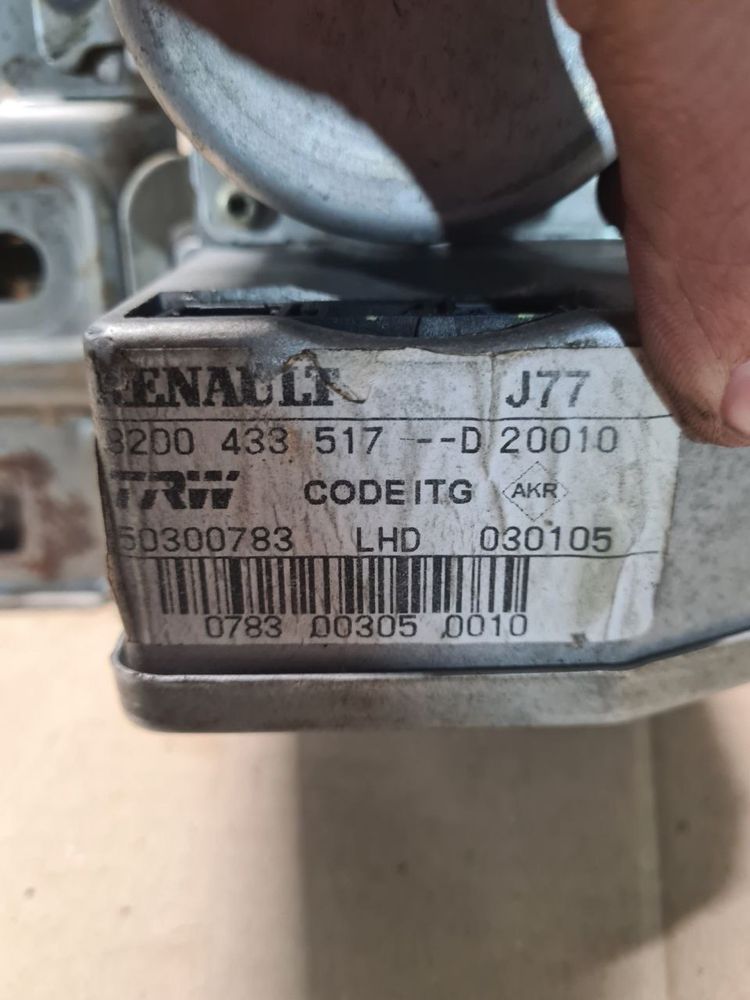 RENAULT J77
8200 433 517 --D 20010
TRW CODE ITG AKR
50300783 LHD 030105
0783 00305 0010